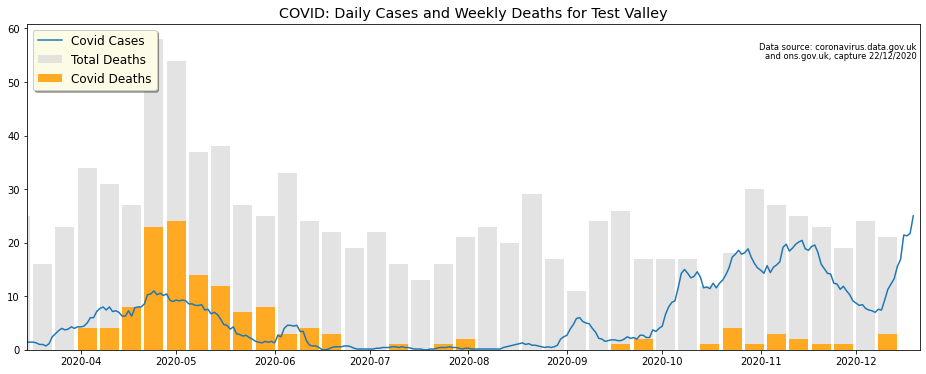 COVID: Daily Cases and Weekly Deaths for Test Valley
60
50
40
30
20
10
0
Covid Cases
Total Deaths
Covid Deaths
Data source: coronavirus.data.gov.uk
and ons.gov.uk, capture 22/12/2020
2020-04 2020-05 2020-06 2020-07 2020-08 2020-09 2020-10 2020-11 2020-12